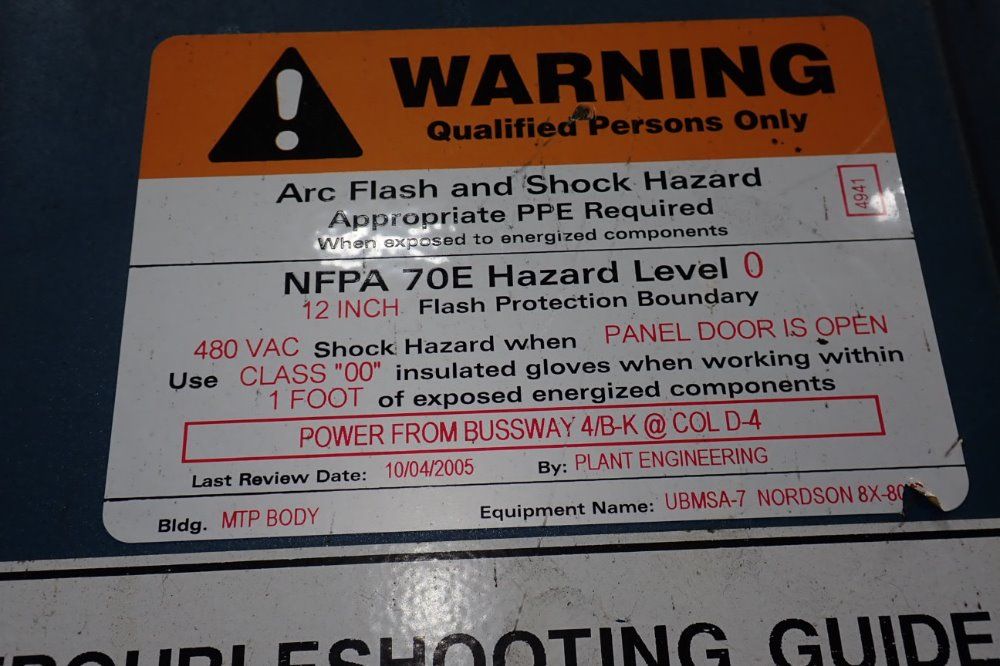 WARNING
Qualified Persons Only
Arc Flash and Shock Hazard
Appropriate PPE Required
When exposed to energized components
4941
NFPA 70E Hazard Level 0
12 INCH Flash Protection Boundary
480 VAC Shock Hazard when PANEL DOOR IS OPEN
Use CLASS "00" insulated gloves when working within
1 FOOT of exposed energized components
POWER FROM BUSSWAY 4/B-K @ COL D-4
Last Review Date: 10/04/2005 By: PLANT ENGINEERING
Bldg. MTP BODY Equipment Name: UBMSA-7 NORDSON
TROUBLESHOOTING GUIDE